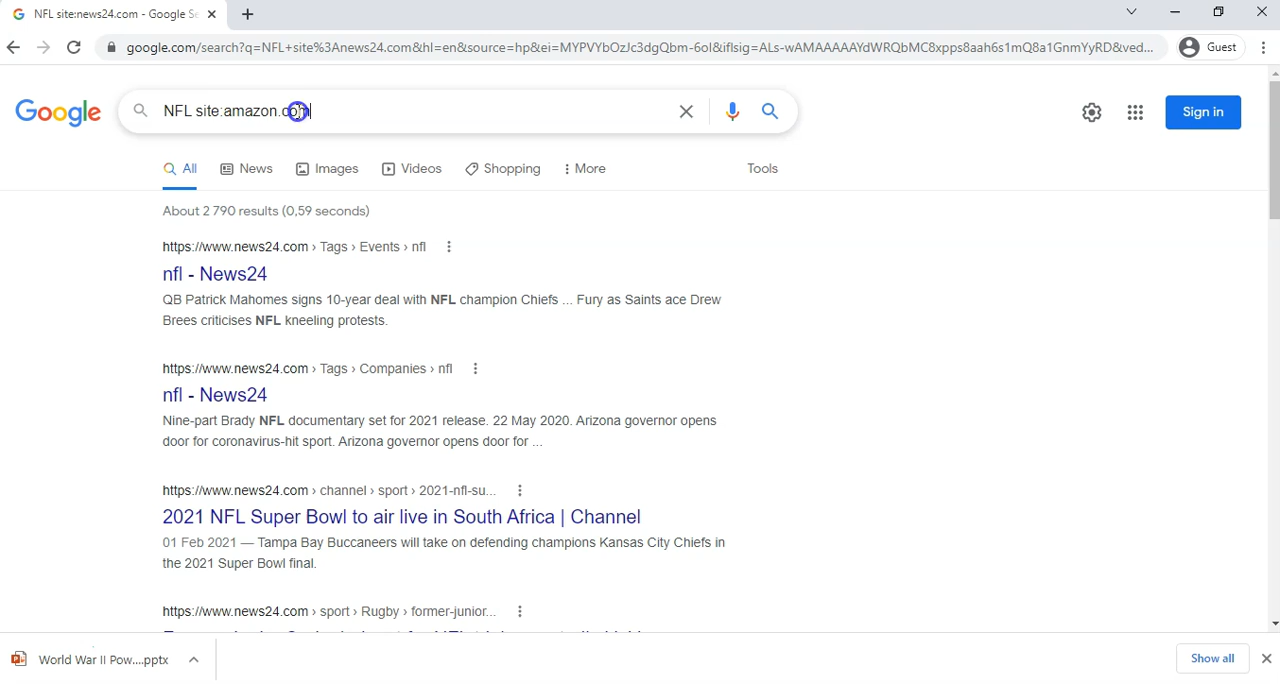 NFL site:news24.com - Google Se
google.com/search?q=NFL+site%3Anews24.com&hl=en&source=hp&ei=MYPVYbOzJc3dgQbm-6ol&iflsig=ALs-wAMAAAAAYdWRQbMC8xpps8aah6s1mQ8a1GnmYyRD&ved...
Guest
Google
NFL site:amazon.com
Sign in
All
News
Images
Videos
Shopping
More
Tools
About 2 790 results (0,59 seconds)
https://www.news24.com › Tags › Events › nfl
nfl - News24
QB Patrick Mahomes signs 10-year deal with NFL champion Chiefs ... Fury as Saints ace Drew
Brees criticises NFL kneeling protests.
https://www.news24.com › Tags › Companies › nfl
nfl - News24
Nine-part Brady NFL documentary set for 2021 release. 22 May 2020. Arizona governor opens
door for coronavirus-hit sport. Arizona governor opens door for ...
https://www.news24.com › channel › sport › 2021-nfl-su...
2021 NFL Super Bowl to air live in South Africa | Channel
01 Feb 2021 — Tampa Bay Buccaneers will take on defending champions Kansas City Chiefs in
the 2021 Super Bowl final.
https://www.news24.com › sport › Rugby › former-junior...
World War II Pow....pptx
Show all